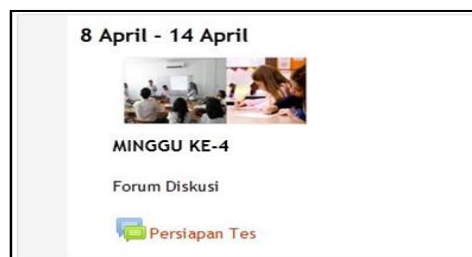 8 April - 14 April
MINGGU KE-4
Forum Diskusi
Persiapan Tes